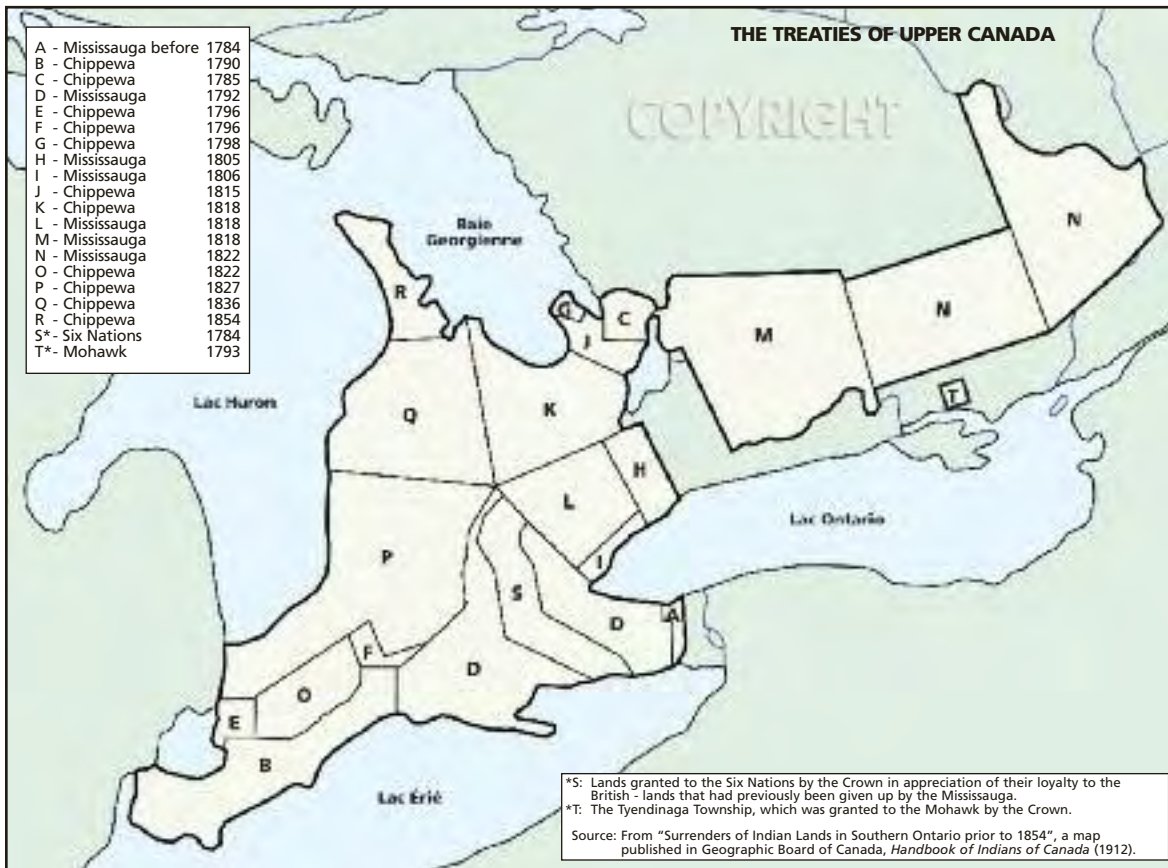 THE TREATIES OF UPPER CANADA
A - Mississauga before 1784
B - Chippewa 1790
C - Chippewa 1785
D - Mississauga 1792
E - Chippewa 1796
F - Chippewa 1796
G - Chippewa 1798
H - Mississauga 1805
I - Mississauga 1806
J - Chippewa 1815
K - Chippewa 1818
L - Mississauga 1818
M - Mississauga 1818
N - Mississauga 1822
O - Chippewa 1822
P - Chippewa 1827
Q - Chippewa 1836
R - Chippewa 1854
S* - Six Nations 1784
T* - Mohawk 1793
COPYRIGHT
Baie
Georgienne
N
R
G
C
J
M
N
Lac Huron
T
Q
K
H
L
Lac Ontario
I
P
S
A
D
F
D
O
E
B
Lac Érié
*S: Lands granted to the Six Nations by the Crown in appreciation of their loyalty to the
British - lands that had previously been given up by the Mississauga.
*T: The Tyendinaga Township, which was granted to the Mohawk by the Crown.
Source: From “Surrenders of Indian Lands in Southern Ontario prior to 1854”, a map
published in Geographic Board of Canada, Handbook of Indians of Canada (1912).